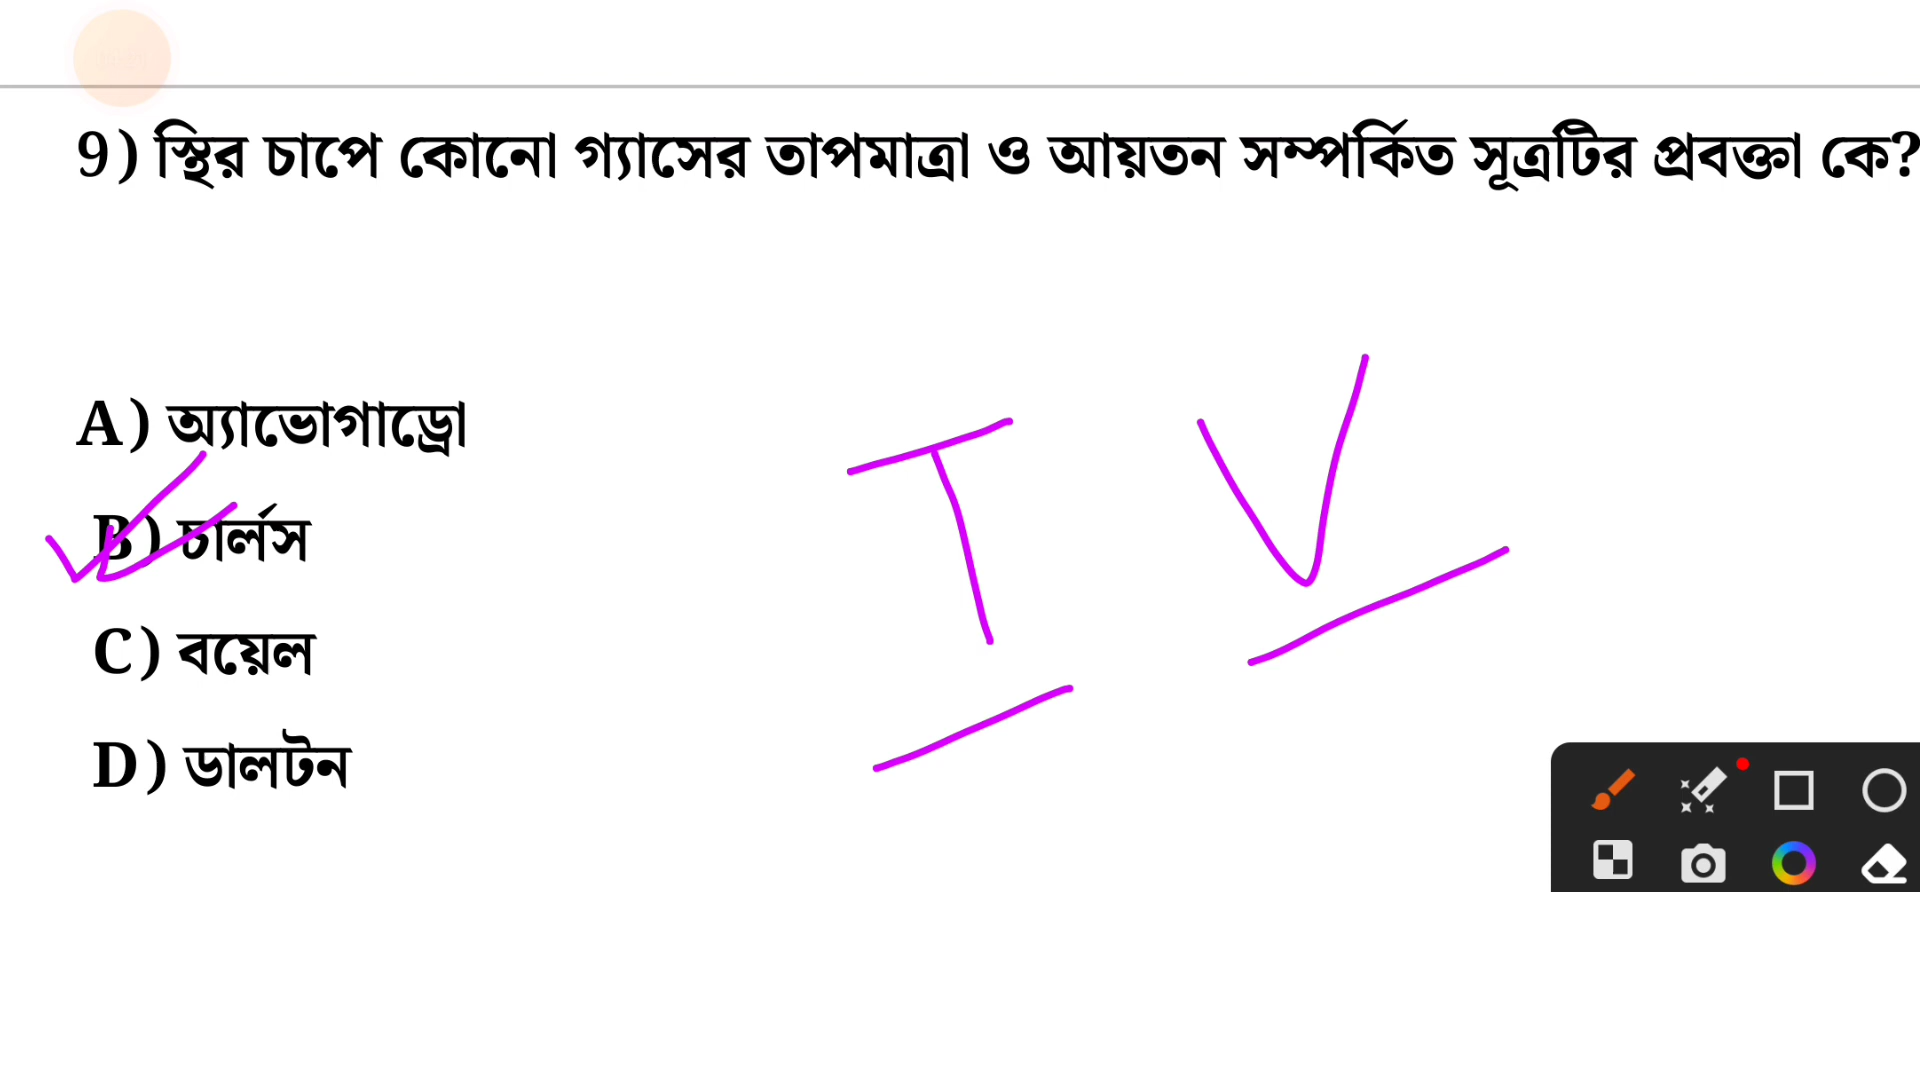 9) স্থির চাপে কোনো গ্যাসের তাপমাত্রা ও আয়তন সম্পর্কিত সূত্রটির প্রবক্তা কে?
A) অ্যাভোগাড্রো
T V
B) চার্লস
C) বয়েল
D) ডালটন